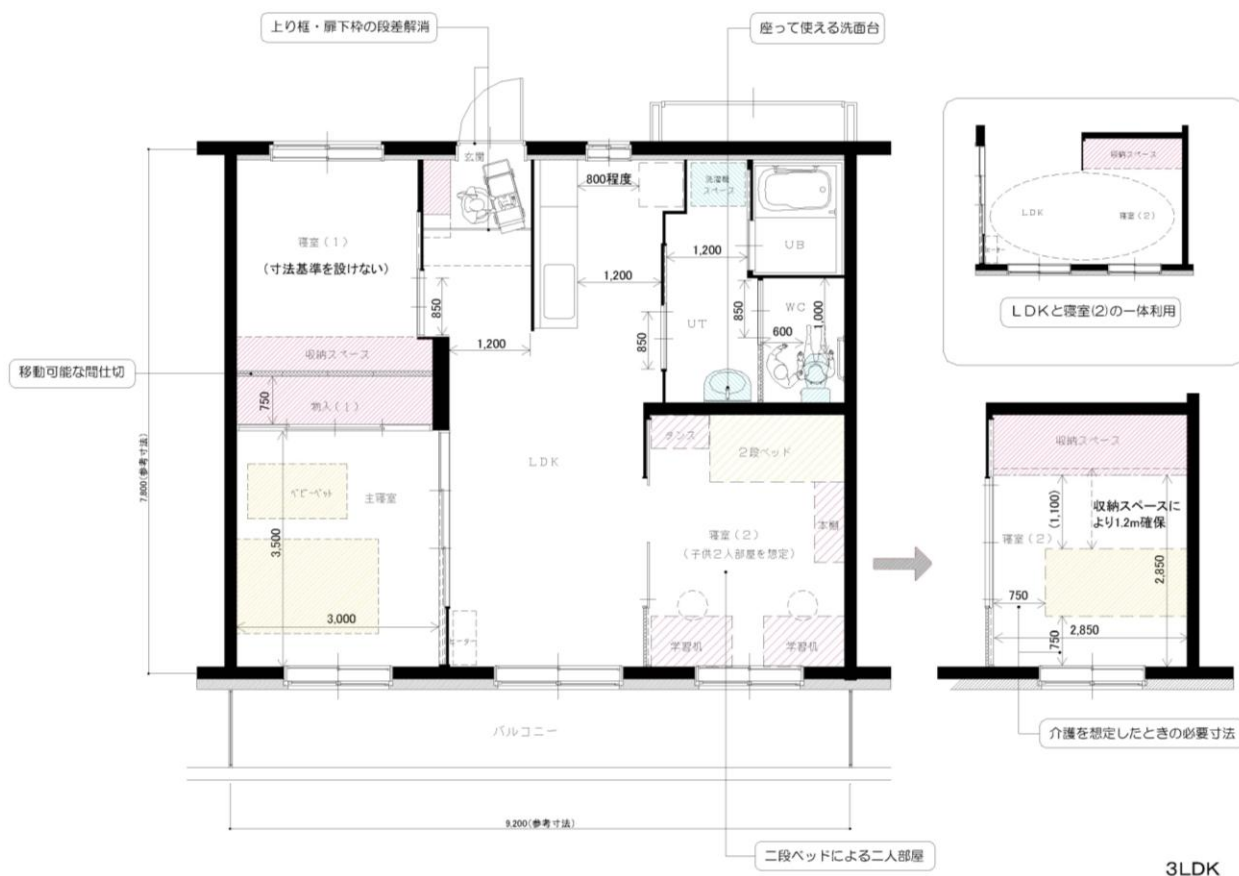 上り框・扉下枠の段差解消
座って使える洗面台
玄関
800程度
洗濯機
スペース
収納スペース
LDK
寝室(2)
寝室(1)
(寸法基準を設けない)
1,200
UB
1,200
850
850
WC
1,000
600
UT
850
1,200
LDKと寝室(2)の一体利用
収納スペース
移動可能な間仕切
750
物入(1)
タンス
2段ベッド
収納スペース
LDK
7,800(参考寸法)
ベビーベット
主寝室
3,500
本棚
寝室(2)
(子供2人部屋を想定)
(1,100)
収納スペースに
より1.2m確保
寝室(2)
2,850
750
3,000
2,850
750
学習机
学習机
バルコニー
介護を想定したときの必要寸法
9,200(参考寸法)
二段ベッドによる二人部屋
3LDK